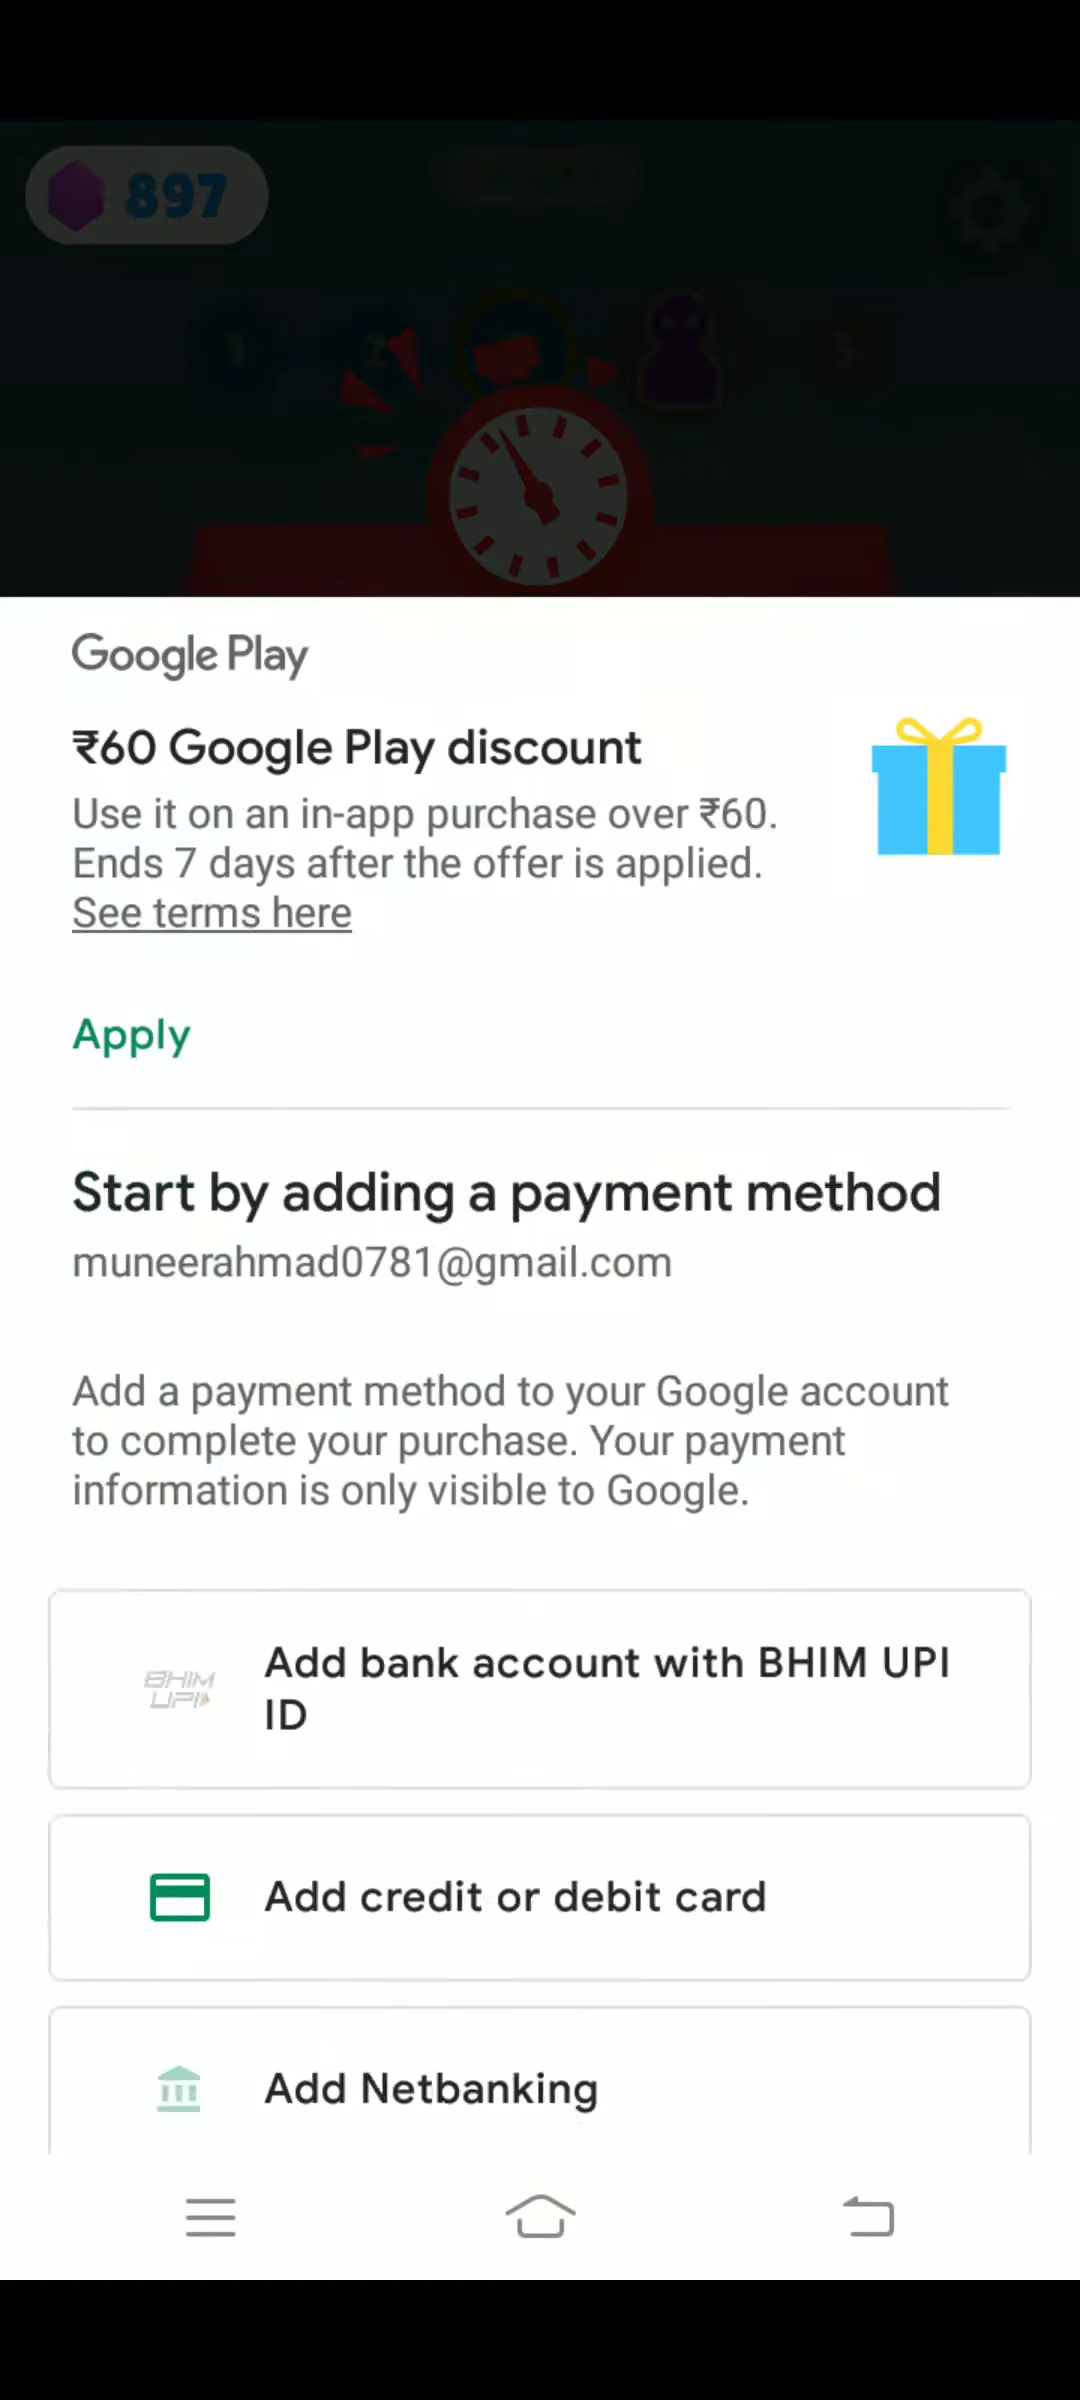 897
1
2
5
Google Play
₹60 Google Play discount
Use it on an in-app purchase over ₹60.
Ends 7 days after the offer is applied.
See terms here
Apply
Start by adding a payment method
muneerahmad0781@gmail.com
Add a payment method to your Google account
to complete your purchase. Your payment
information is only visible to Google.
BHIM
UPI
Add bank account with BHIM UPI
ID
Add credit or debit card
Add Netbanking